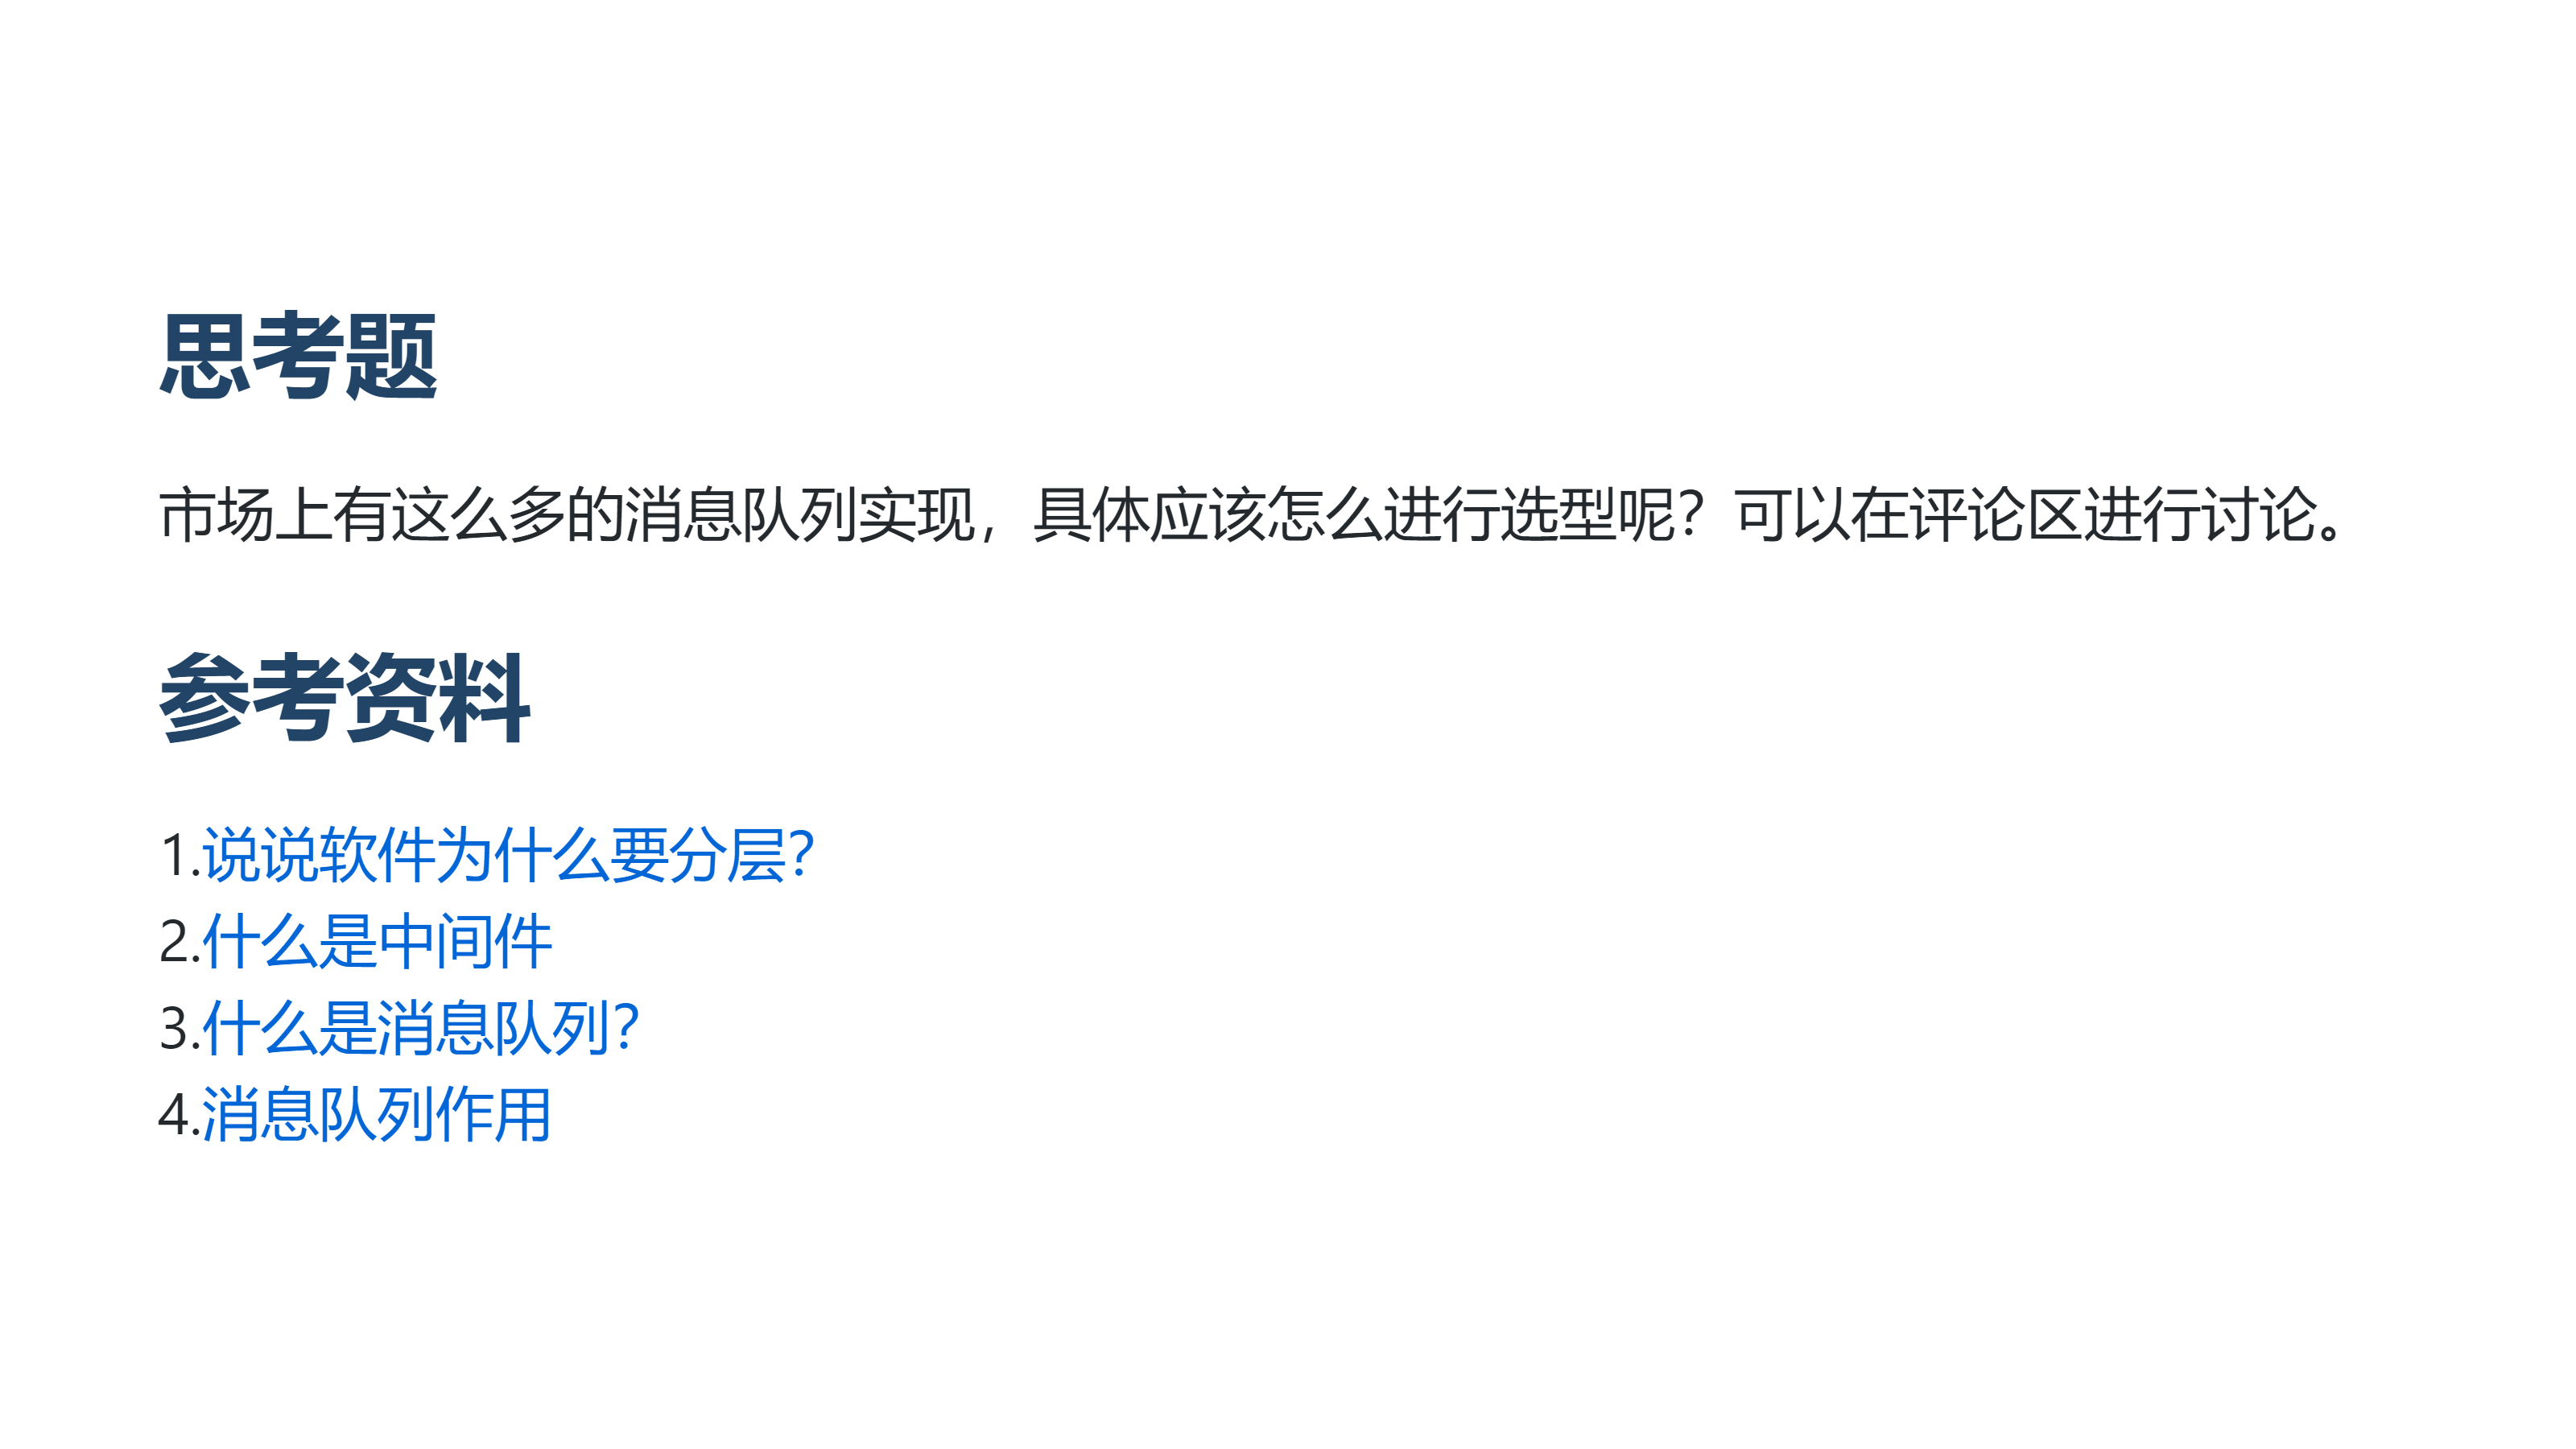 思考题
市场上有这么多的消息队列实现，具体应该怎么进行选型呢？可以在评论区进行讨论。
参考资料
1.说说软件为什么要分层?
2.什么是中间件
3.什么是消息队列?
4.消息队列作用